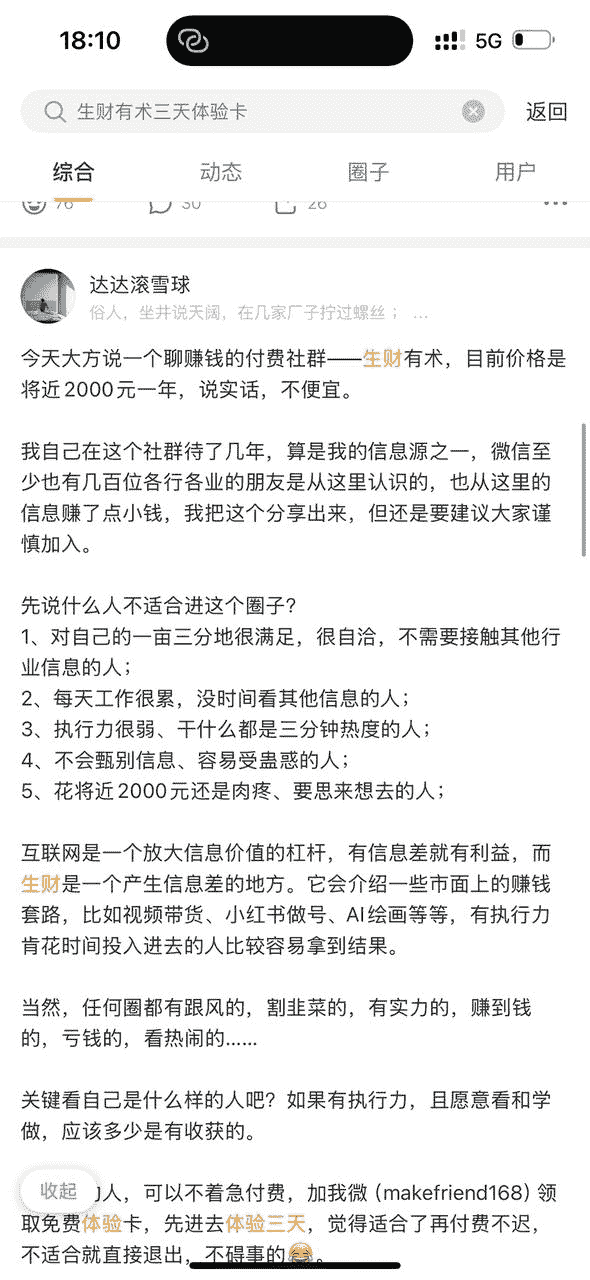 18:10
5G
生财有术三天体验卡
返回
综合
动态
圈子
用户
76
30
26
达达滚雪球
俗人，坐井说天阔，在几家厂子拧过螺丝； …
今天大方说一个聊赚钱的付费社群——生财有术，目前价格是
将近2000元一年，说实话，不便宜。
我自己在这个社群待了几年，算是我的信息源之一，微信至
少也有几百位各行各业的朋友是从这里认识的，也从这里的
信息赚了点小钱，我把这个分享出来，但还是要建议大家谨
慎加入。
先说什么人不适合进这个圈子？
1、对自己的一亩三分地很满足，很自洽，不需要接触其他行
业信息的人；
2、每天工作很累，没时间看其他信息的人；
3、执行力很弱、干什么都是三分钟热度的人；
4、不会甄别信息、容易受蛊惑的人；
5、花将近2000元还是肉疼、要思来想去的人；
互联网是一个放大信息价值的杠杆，有信息差就有利益，而
生财是一个产生信息差的地方。它会介绍一些市面上的赚钱
套路，比如视频带货、小红书做号、AI绘画等等，有执行力
肯花时间投入进去的人比较容易拿到结果。
当然，任何圈都有跟风的，割韭菜的，有实力的，赚到钱
的，亏钱的，看热闹的……
关键看自己是什么样的人吧？如果有执行力，且愿意看和学
做，应该多少是有收获的。
收起
人，可以不着急付费，加我微（makefriend168）领
取免费体验卡，先进去体验三天，觉得适合了再付费不迟，
不适合就直接退出，不碍事的😂。